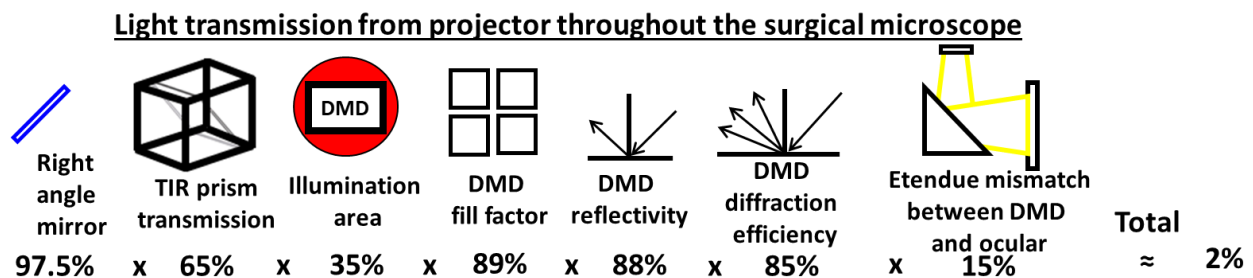 Light transmission from projector throughout the surgical microscope
DMD
Right
angle
mirror
TIR prism
transmission
Illumination
area
DMD
fill factor
DMD
reflectivity
DMD
diffraction
efficiency
Etendue mismatch
between DMD
and ocular
Total
97.5% x 65% x 35% x 89% x 88% x 85% x 15% ≈ 2%